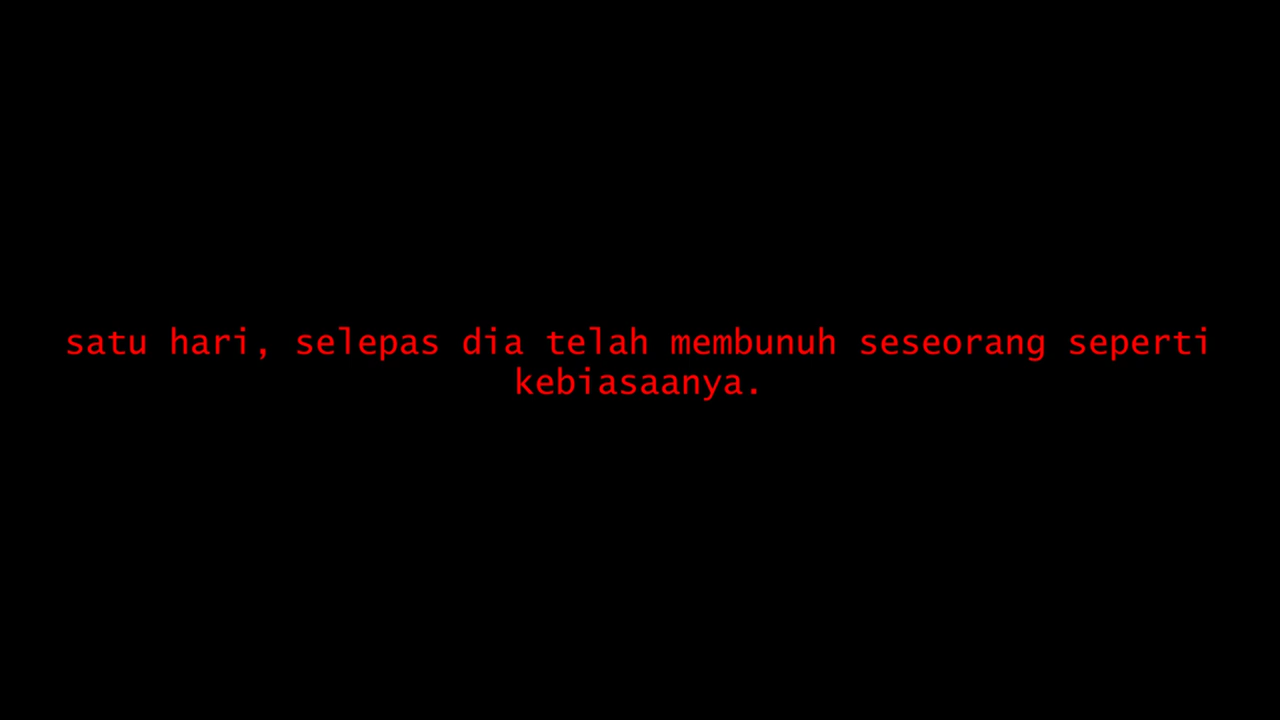 satu hari, selepas dia telah membunuh seseorang seperti
kebiasaanya.